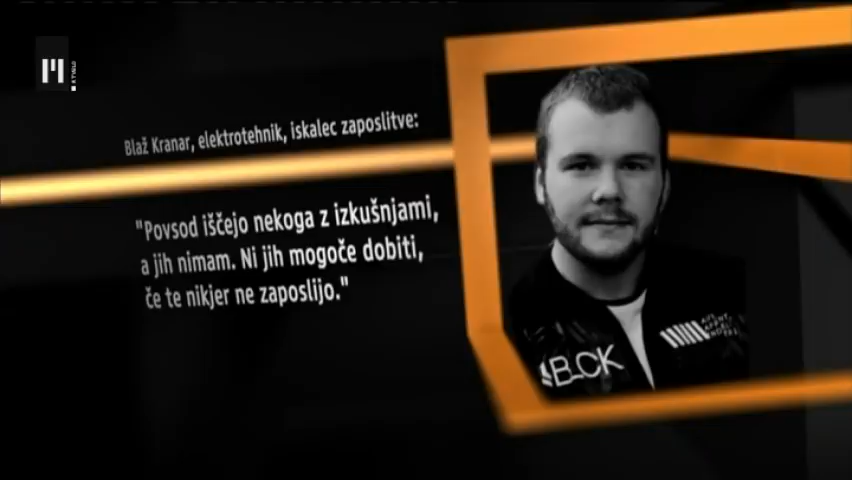 Blaž Kranar, elektrotehnik, iskalec zaposlitve:
"Povsod iščejo nekoga z izkušnjami,
a jih nimam. Ni jih mogoče dobiti,
če te nikjer ne zaposlijo."